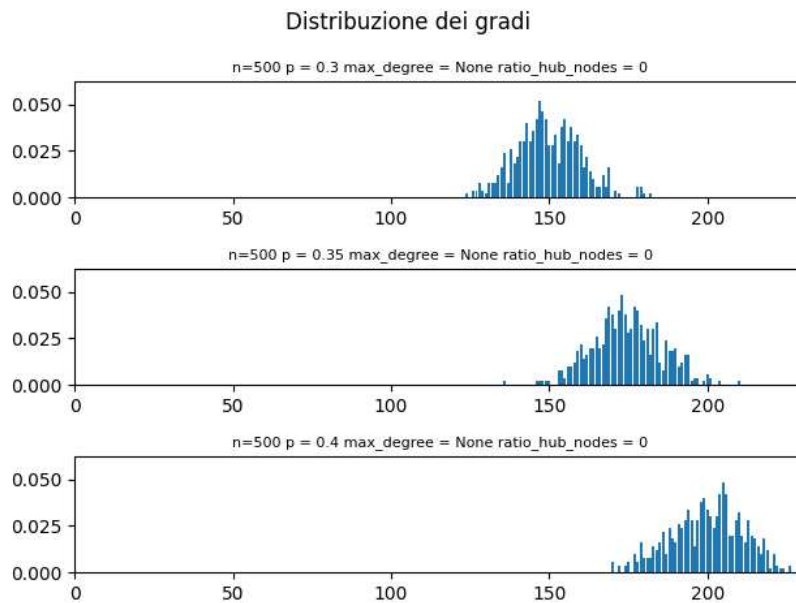 Distribuzione dei gradi
n=500 p = 0.3 max_degree = None ratio_hub_nodes = 0
0.050
0.025
0.000
0 50 100 150 200
n=500 p = 0.35 max_degree = None ratio_hub_nodes = 0
0.050
0.025
0.000
0 50 100 150 200
n=500 p = 0.4 max_degree = None ratio_hub_nodes = 0
0.050
0.025
0.000
0 50 100 150 200